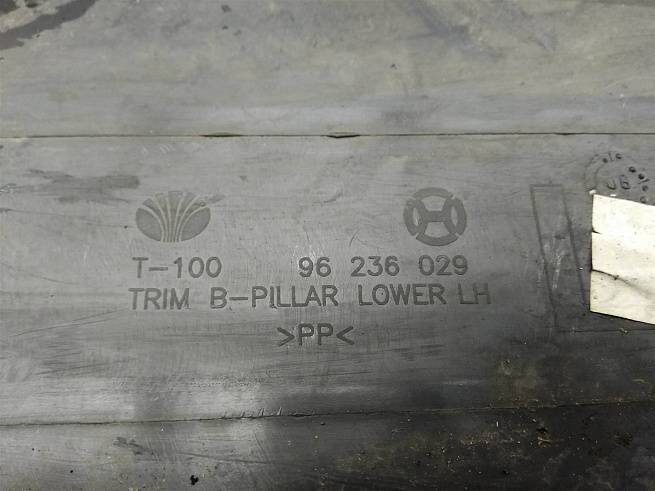 T-100 96 236 029
TRIM B-PILLAR LOWER LH
>PP<